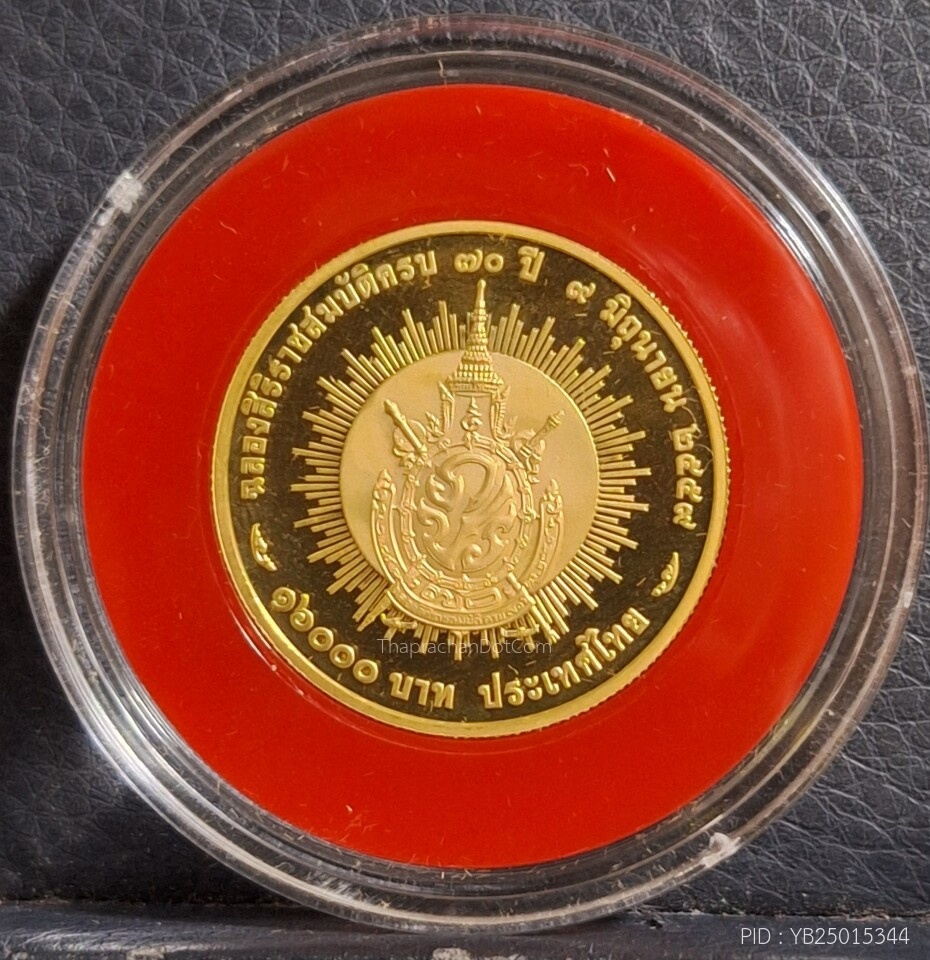 ฉลองสิริราชสมบัติครบ ๗๐ ปี ๙ มิถุนายน ๒๕๕๙
๑๖๐๐๐ บาท ประเทศไทย
ThaprachanDotCom
PID : YB25015344